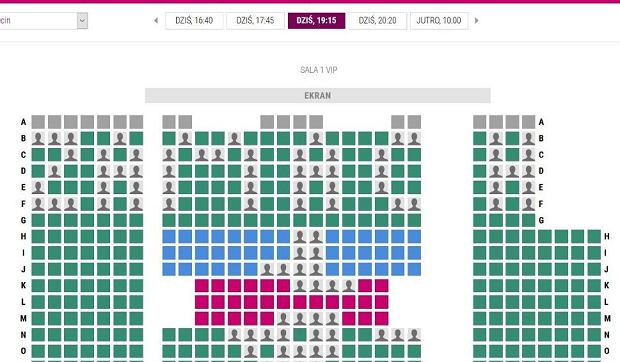 cin DZIŚ, 16:40 DZIŚ, 17:45 DZIŚ, 19:15 DZIŚ, 20:20 JUTRO, 10:00
SALA 1 VIP
EKRAN
A A
B B
C C
D D
E E
F F
G G
H H
I I
J J
K K
L L
M M
N N
O O